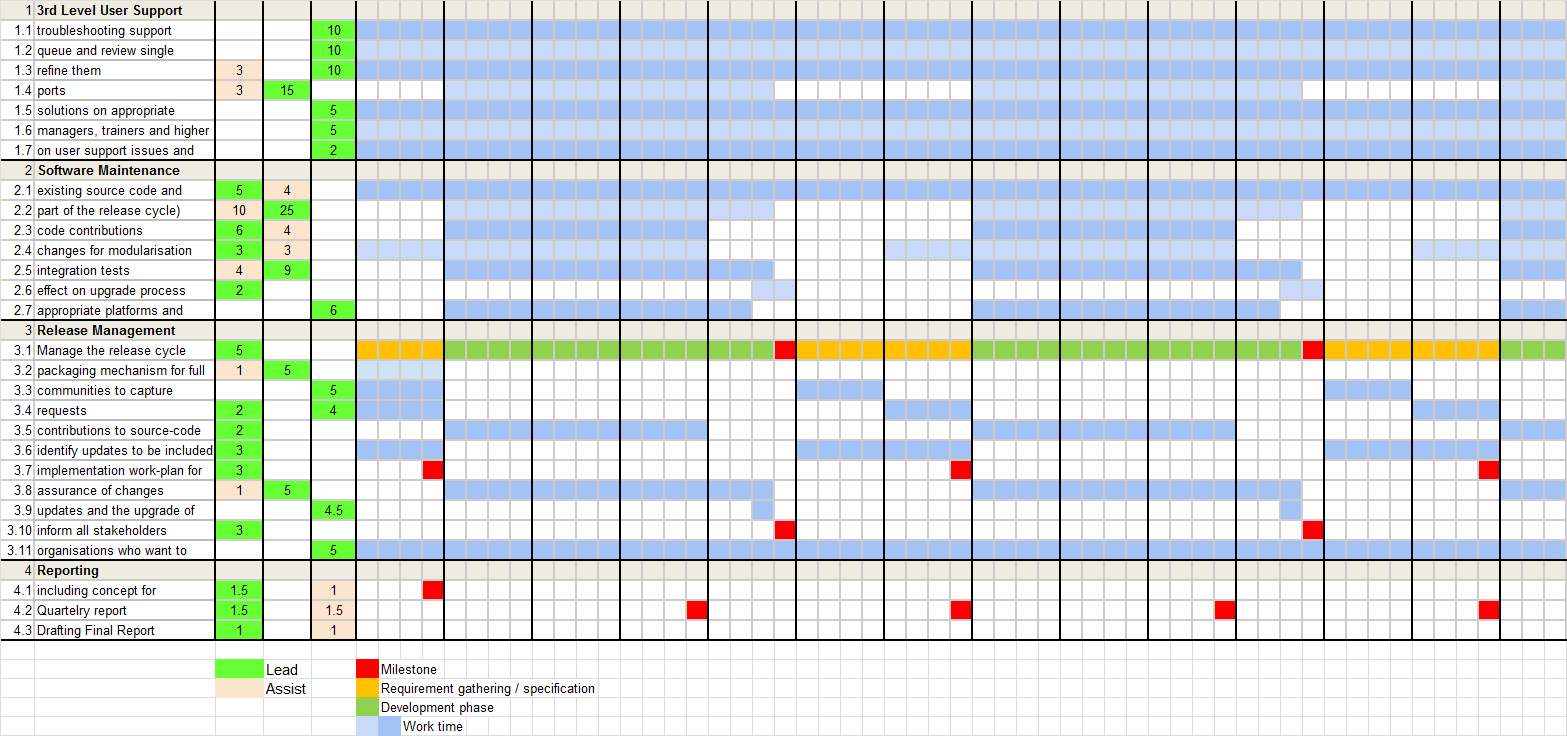 1 3rd Level User Support
1.1 troubleshooting support 10
1.2 queue and review single 10
1.3 refine them 3 10
1.4 ports 3 15
1.5 solutions on appropriate 5
1.6 managers, trainers and higher 5
1.7 on user support issues and 2
2 Software Maintenance
2.1 existing source code and 5 4
2.2 part of the release cycle) 10 25
2.3 code contributions 6 4
2.4 changes for modularisation 3 3
2.5 integration tests 4 9
2.6 effect on upgrade process 2
2.7 appropriate platforms and 6
3 Release Management
3.1 Manage the release cycle 5
3.2 packaging mechanism for full 1 5
3.3 communities to capture 5
3.4 requests 2 4
3.5 contributions to source-code 2
3.6 identify updates to be included 3
3.7 implementation work-plan for 3
3.8 assurance of changes 1 5
3.9 updates and the upgrade of 4.5
3.10 inform all stakeholders 3
3.11 organisations who want to 5
4 Reporting
4.1 including concept for 1.5 1
4.2 Quartelry report 1.5 1.5
4.3 Drafting Final Report 1 1
Lead Milestone
Assist Requirement gathering / specification
Development phase
Work time